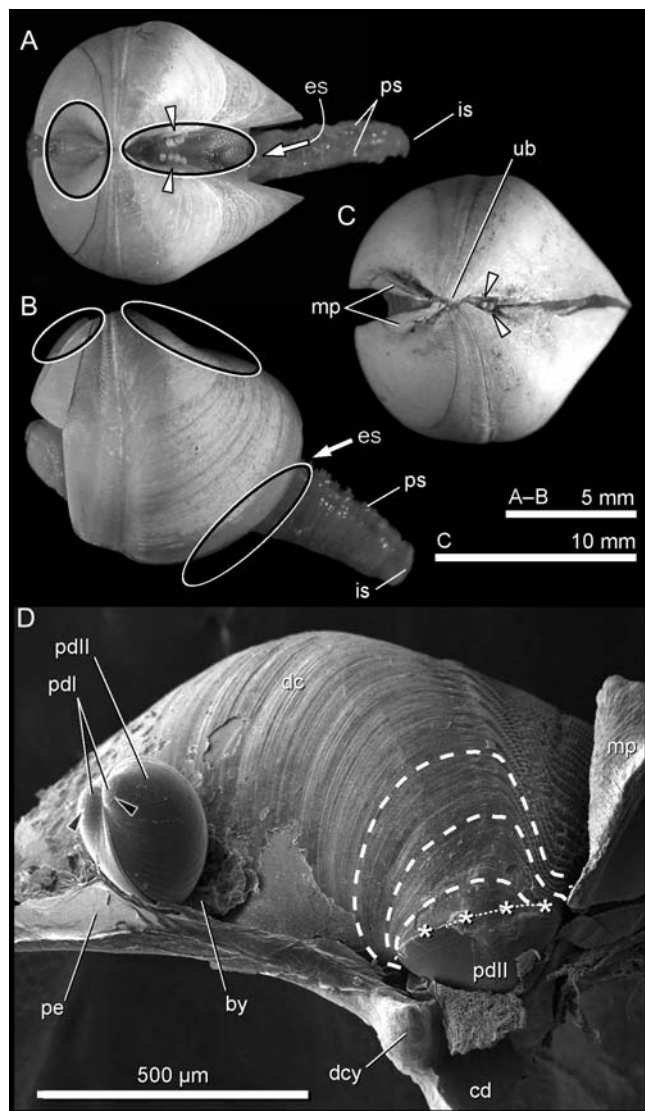 A
es
ps
is
ub
C
mp
B
es
ps
is
A–B 5 mm
C 10 mm
D
pdII
pdI
dc
mp
pdII
pe
by
dcy
cd
500 µm